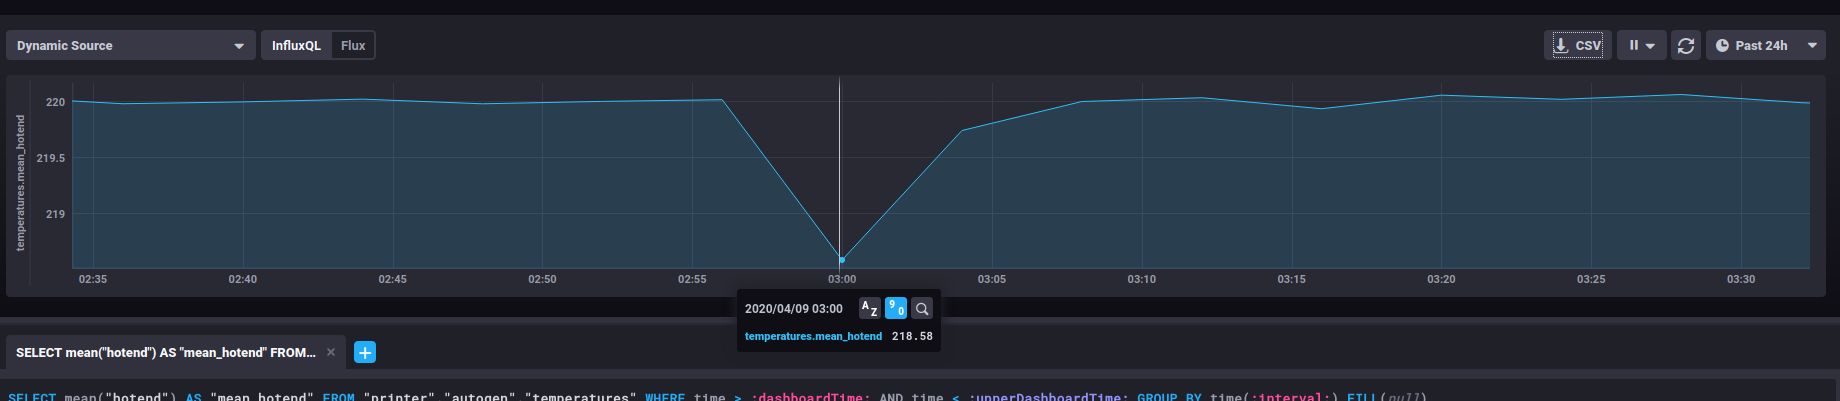 Dynamic Source InfluxQL Flux CSV Past 24h
temperatures.mean_hotend
220
219.5
219
02:35 02:40 02:45 02:50 02:55 03:00 03:05 03:10 03:15 03:20 03:25 03:30
2020/04/09 03:00 A Z 9 0
temperatures.mean_hotend 218.58
SELECT mean("hotend") AS "mean_hotend" FROM... × +
SELECT mean("hotend") AS "mean_hotend" FROM "printer"."autogen"."temperatures" WHERE time > :dashboardTime: AND time < :upperDashboardTime: GROUP BY time(:interval:) FILL(null)